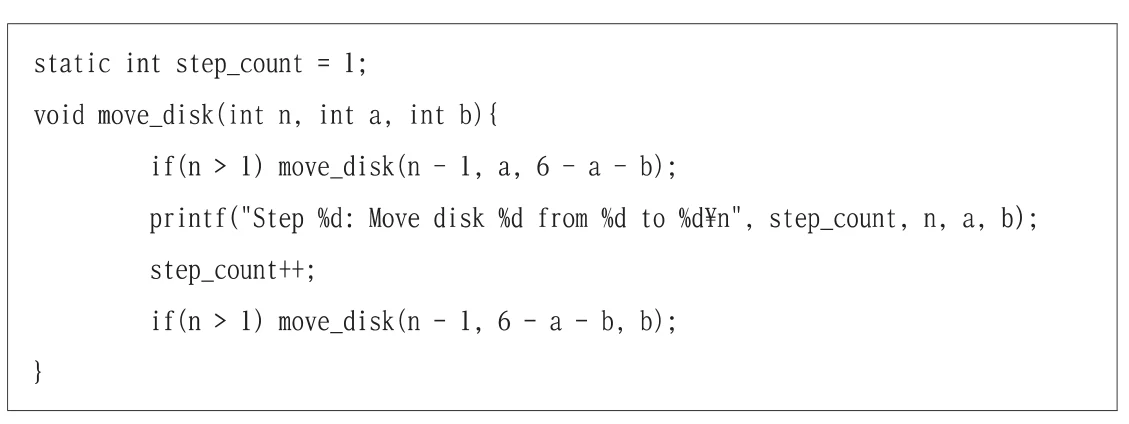 static int step_count = 1;
void move_disk(int n, int a, int b){
if(n > 1) move_disk(n - 1, a, 6 - a - b);
printf("Step %d: Move disk %d from %d to %d¥n", step_count, n, a, b);
step_count++;
if(n > 1) move_disk(n - 1, 6 - a - b, b);
}